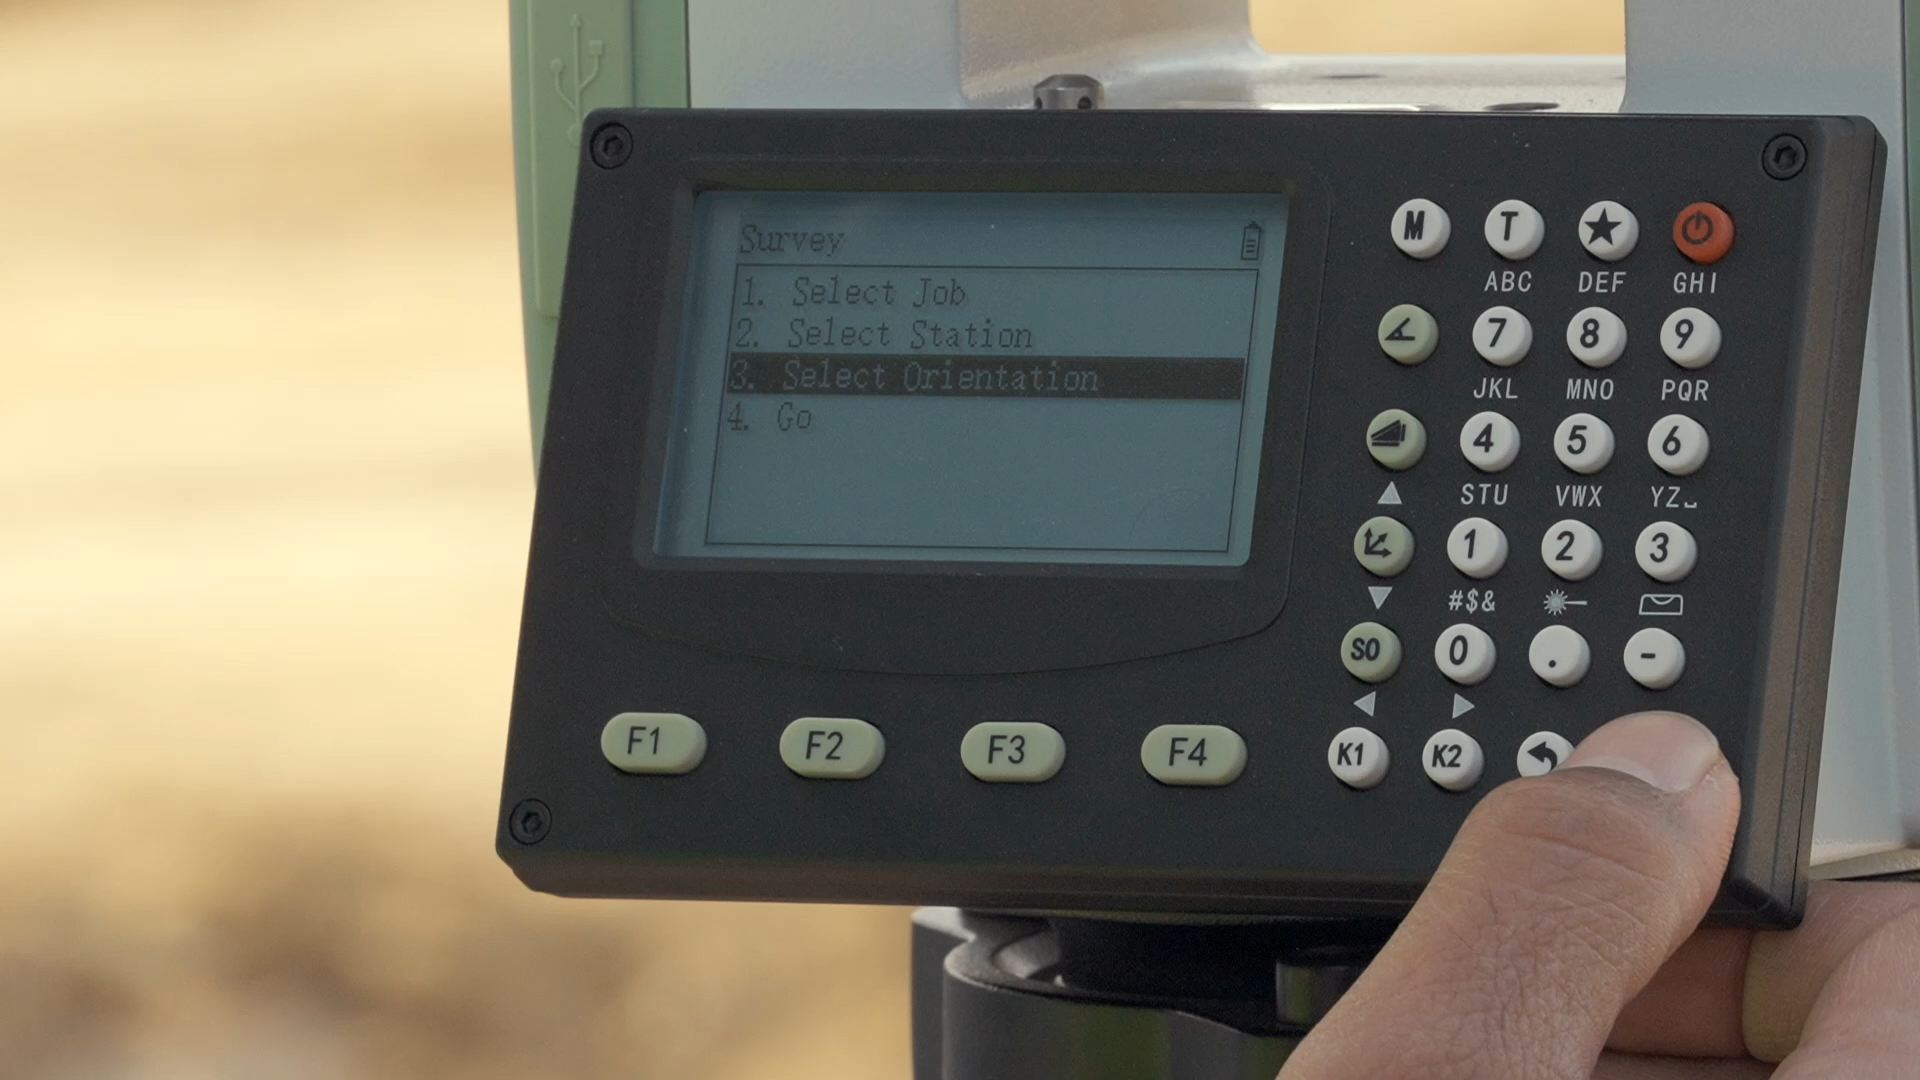 Survey
1. Select Job
2. Select Station
3. Select Orientation
4. Go
M T
ABC DEF GHI
7 8 9
JKL MNO PQR
4 5 6
STU VWX YZ␣
1 2 3
#$&
SO 0 . -
F1 F2 F3 F4 K1 K2